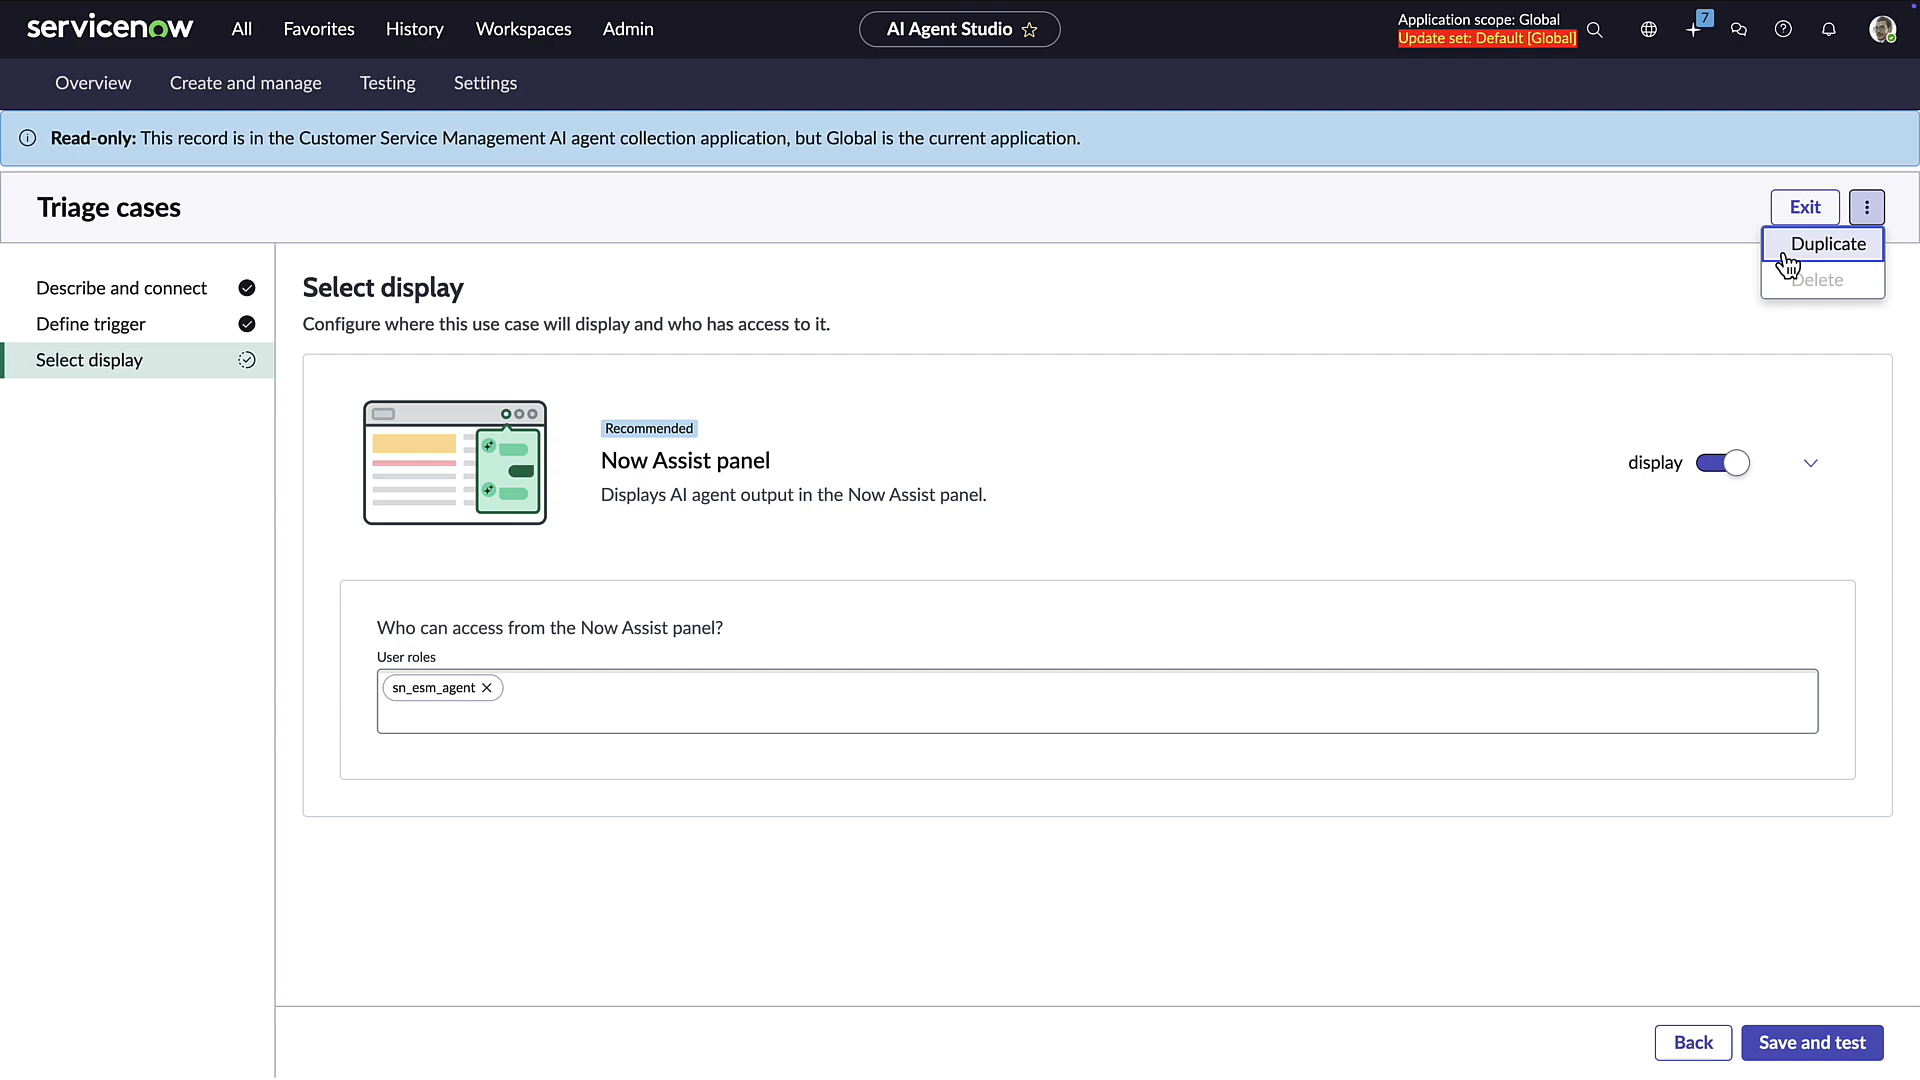 servicenow
All
Favorites
History
Workspaces
Admin
AI Agent Studio
Application scope: Global
Update set: Default [Global]
7
Overview
Create and manage
Testing
Settings
Read-only: This record is in the Customer Service Management AI agent collection application, but Global is the current application.
Triage cases
Exit
Duplicate
Delete
Describe and connect
Define trigger
Select display
Select display
Configure where this use case will display and who has access to it.
Recommended
Now Assist panel
Displays AI agent output in the Now Assist panel.
display
Who can access from the Now Assist panel?
User roles
sn_esm_agent
Back
Save and test